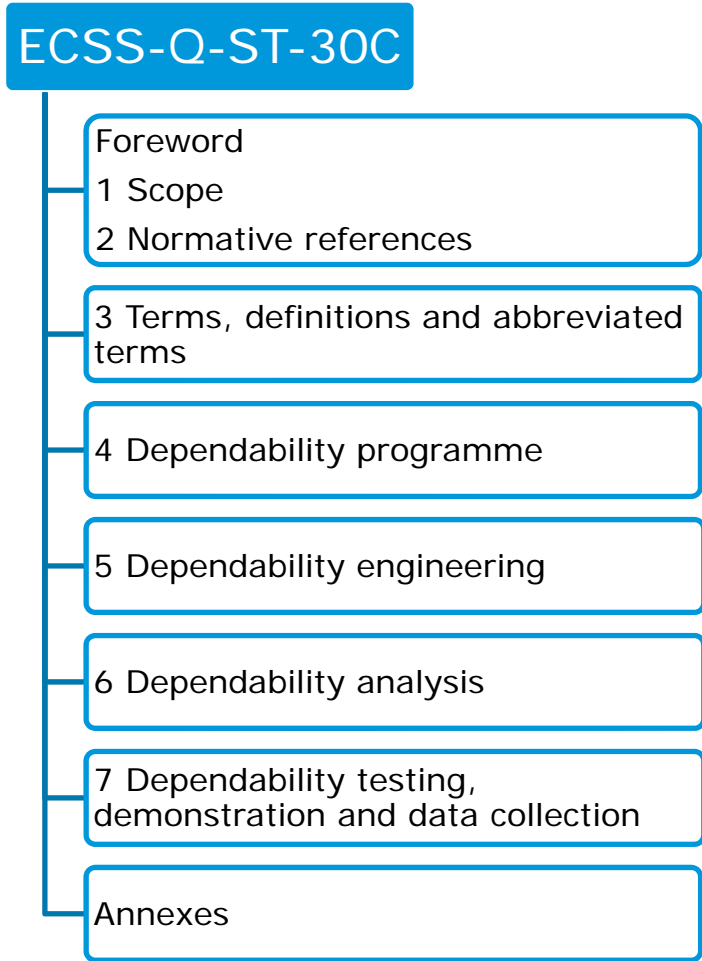 ECSS-Q-ST-30C
Foreword
1 Scope
2 Normative references
3 Terms, definitions and abbreviated
terms
4 Dependability programme
5 Dependability engineering
6 Dependability analysis
7 Dependability testing,
demonstration and data collection
Annexes